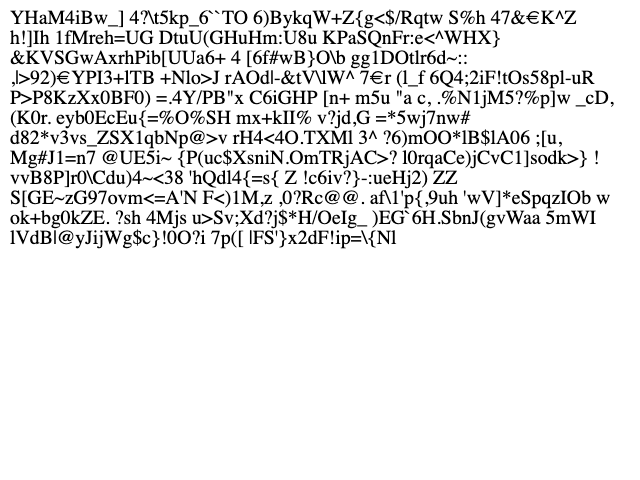 YHaM4iBw_] 4?\t5kp_6``TO 6)BykqW+Z{g<$/Rqtw S%h 47&€K^Z
h!]Ih 1fMreh=UG DtuU(GHuHm:U8u KPaSQnFr:e<^WHX}
&KVSGwAxrhPib[UUa6+ 4 [6f#wB}O\b gg1DOtlr6d~::
,l>92)€YPI3+lTB +Nlo>J rAOd|-&tV\lW^ 7€r (l_f 6Q4;2iF!tOs58pl-uR
P>P8KzXx0BF0) =.4Y/PB"x C6iGHP [n+ m5u "a c, .%N1jM5?%p]w _cD,
(K0r. eyb0EcEu{=%O%SH mx+kII% v?jd,G =*5wj7nw#
d82*v3vs_ZSX1qbNp@>v rH4<4O.TXMl 3^ ?6)mOO*lB$lA06 ;[u,
Mg#J1=n7 @UE5i~ {P(uc$XsniN.OmTRjAC>? l0rqaCe)jCvC1]sodk>} !
vvB8P]r0\Cdu)4~<38 'hQdl4{=s{ Z !c6iv?}-:ueHj2) ZZ
S[GE~zG97ovm<=A'N F<)1M,z ,0?Rc@@. af\1'p{,9uh 'wV]*eSpqzIOb w
ok+bg0kZE. ?sh 4Mjs u>Sv;Xd?j$*H/OeIg_ )EG`6H.SbnJ(gvWaa 5mWI
lVdB|@yJijWg$c}!0O?i 7p([ |FS'}x2dF!ip=\{Nl